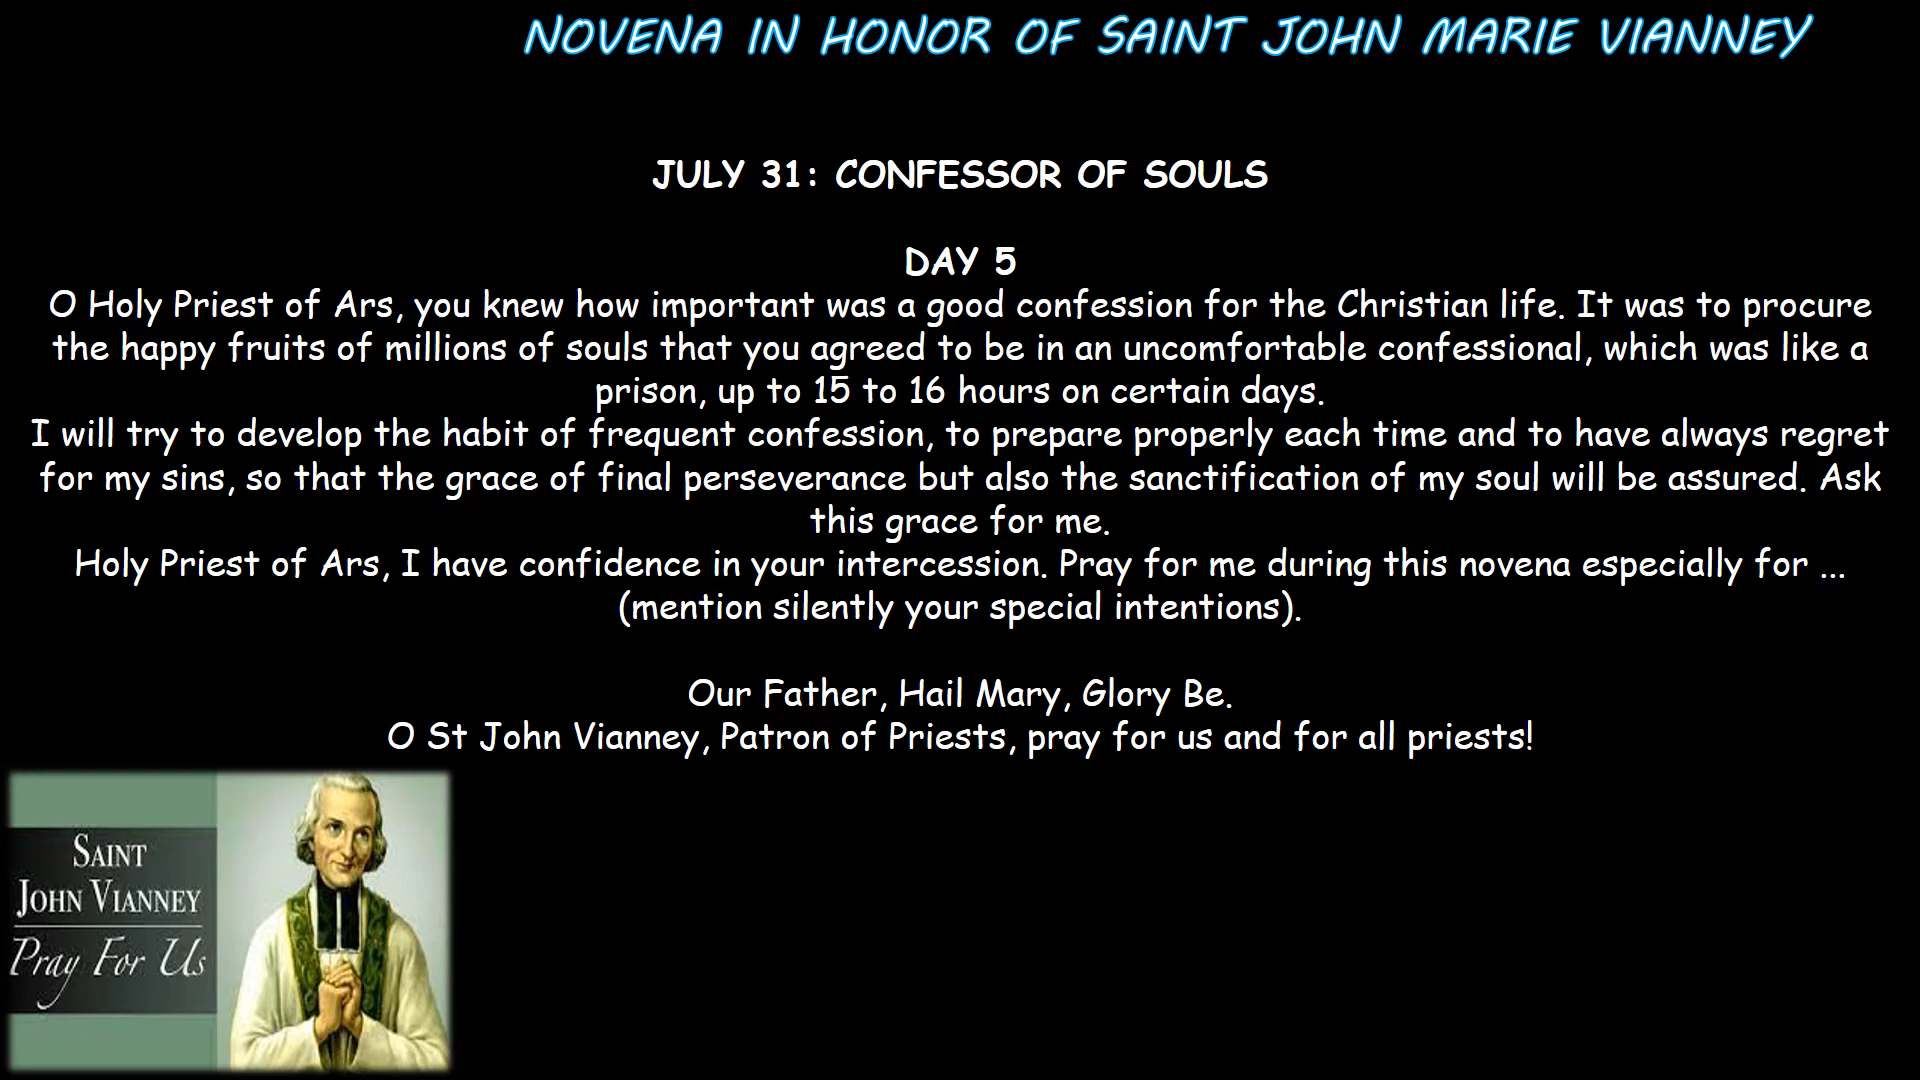 NOVENA IN HONOR OF SAINT JOHN MARIE VIANNEY
JULY 31: CONFESSOR OF SOULS
DAY 5
O Holy Priest of Ars, you knew how important was a good confession for the Christian life. It was to procure
the happy fruits of millions of souls that you agreed to be in an uncomfortable confessional, which was like a
prison, up to 15 to 16 hours on certain days.
I will try to develop the habit of frequent confession, to prepare properly each time and to have always regret
for my sins, so that the grace of final perseverance but also the sanctification of my soul will be assured. Ask
this grace for me.
Holy Priest of Ars, I have confidence in your intercession. Pray for me during this novena especially for ...
(mention silently your special intentions).
Our Father, Hail Mary, Glory Be.
O St John Vianney, Patron of Priests, pray for us and for all priests!
SAINT
JOHN VIANNEY
Pray For Us